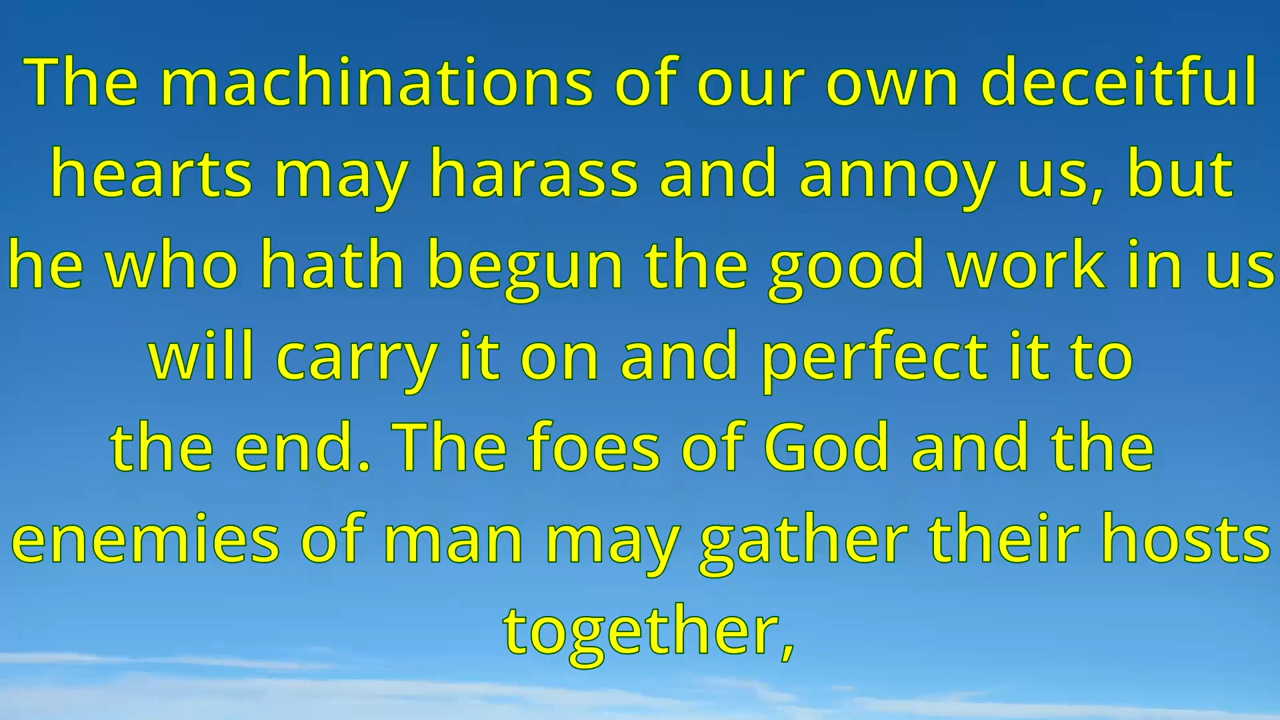 The machinations of our own deceitful
hearts may harass and annoy us, but
he who hath begun the good work in us
will carry it on and perfect it to
the end. The foes of God and the
enemies of man may gather their hosts
together,